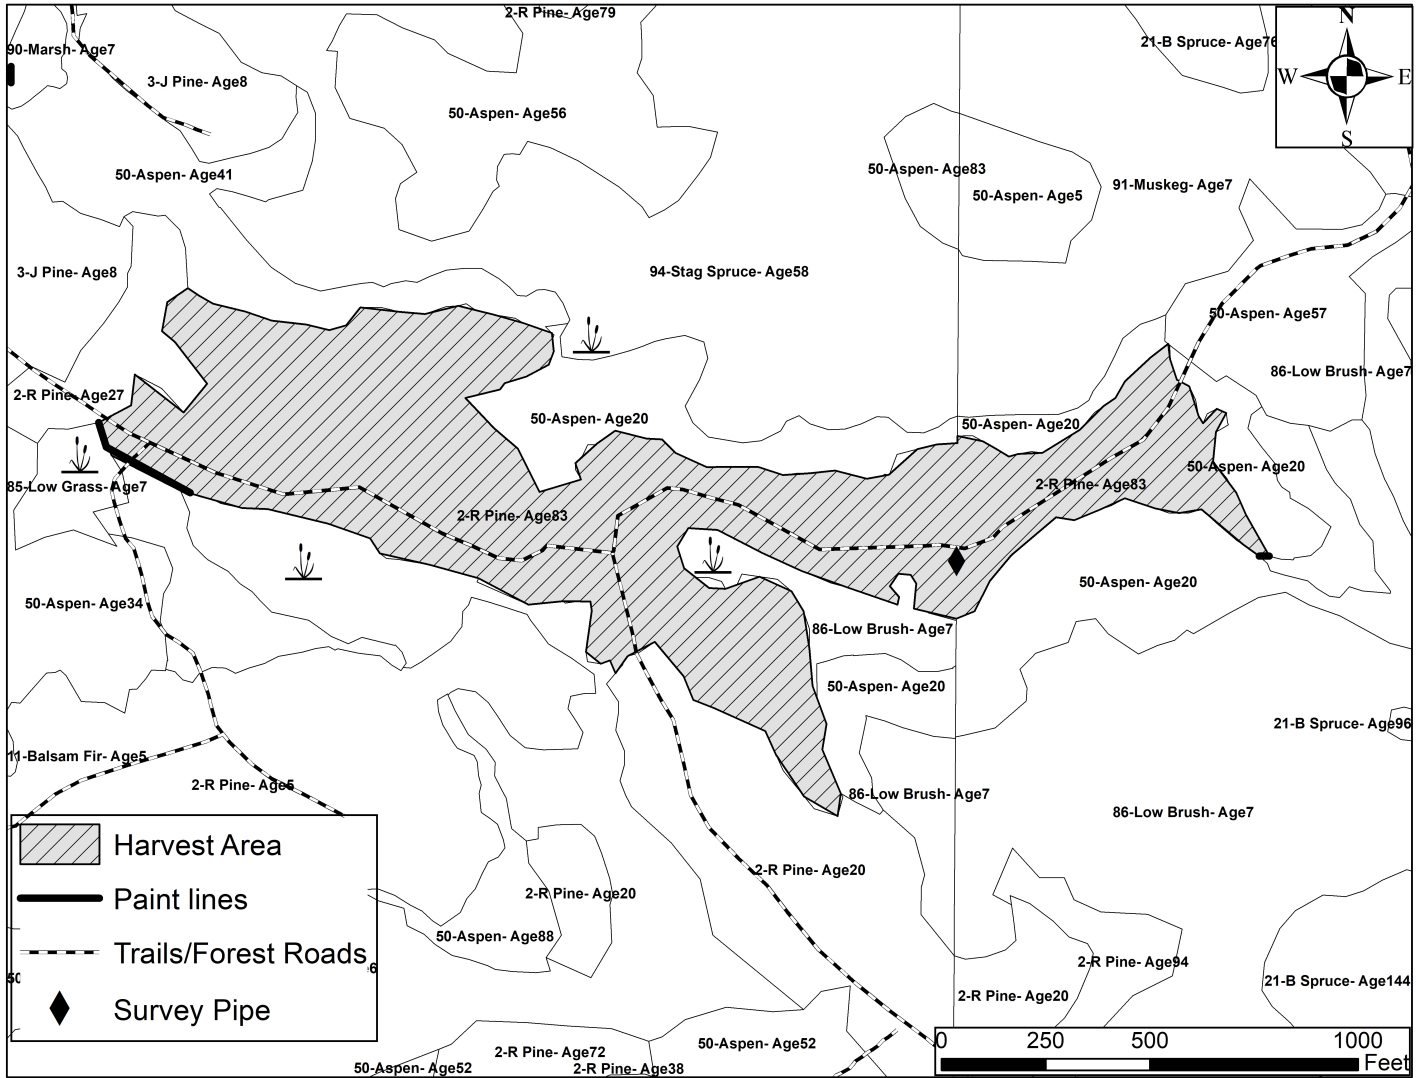 2-R Pine- Age79
N
21-B Spruce- Age76
90-Marsh- Age7
W
E
3-J Pine- Age8
50-Aspen- Age56
S
50-Aspen- Age83
50-Aspen- Age41
91-Muskeg- Age7
50-Aspen- Age5
3-J Pine- Age8
94-Stag Spruce- Age58
50-Aspen- Age57
86-Low Brush- Age7
2-R Pine- Age27
50-Aspen- Age20
50-Aspen- Age20
50-Aspen- Age20
85-Low Grass- Age7
2-R Pine- Age83
2-R Pine- Age83
50-Aspen- Age20
50-Aspen- Age34
86-Low Brush- Age7
50-Aspen- Age20
21-B Spruce- Age96
11-Balsam Fir- Age5
2-R Pine- Age5
86-Low Brush- Age7
86-Low Brush- Age7
Harvest Area
2-R Pine- Age20
2-R Pine- Age20
Paint lines
50-Aspen- Age88
Trails/Forest Roads
2-R Pine- Age94
50
21-B Spruce- Age144
2-R Pine- Age20
Survey Pipe
50-Aspen- Age52
2-R Pine- Age72
50-Aspen- Age52
2-R Pine- Age38
0 250 500 1000
Feet